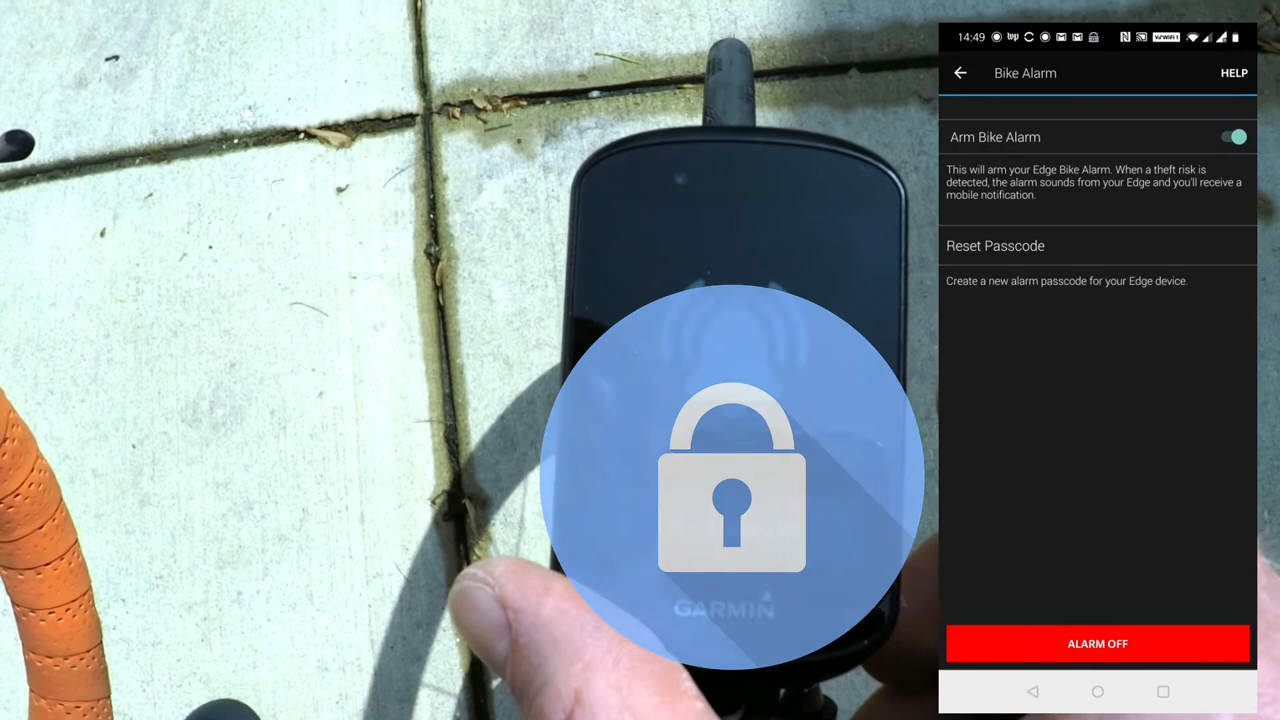 14:49
VoWiFi 1
Bike Alarm
HELP
Arm Bike Alarm
This will arm your Edge Bike Alarm. When a theft risk is
detected, the alarm sounds from your Edge and you'll receive a
mobile notification.
Reset Passcode
Create a new alarm passcode for your Edge device.
GARMIN
ALARM OFF